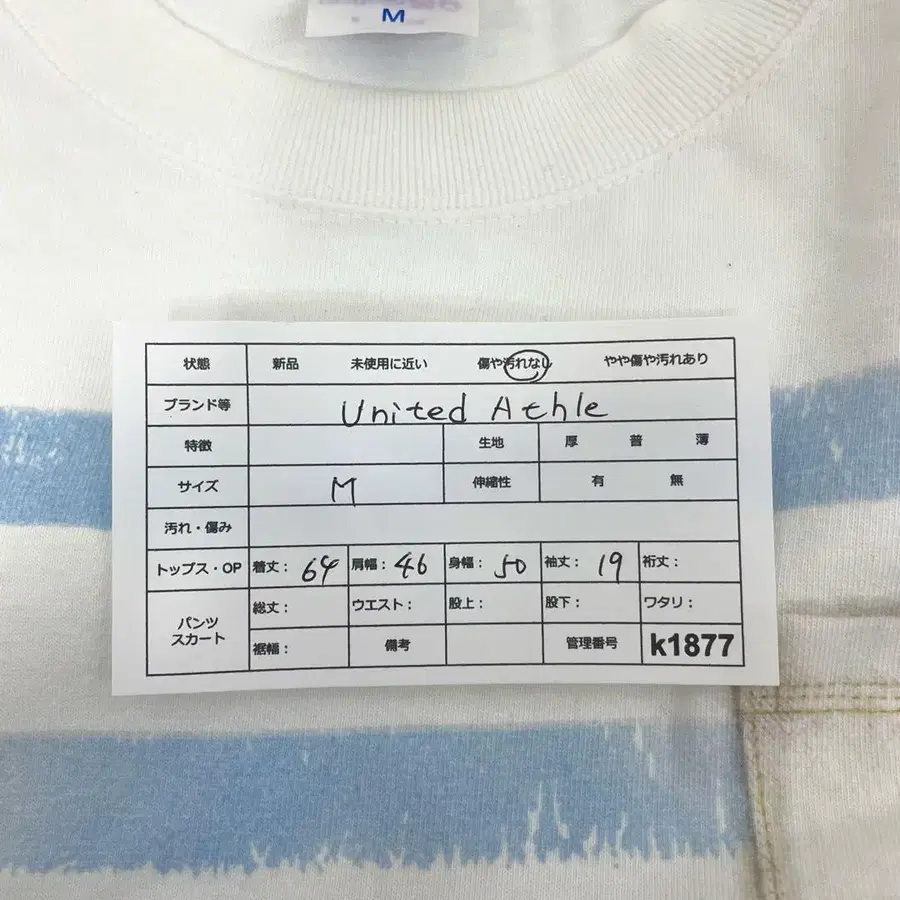 M
状態 新品 未使用に近い 傷や汚れなし やや傷や汚れあり
ブランド等 United Athle
特徴 生地 厚 普 薄
サイズ M 伸縮性 有 無
汚れ・傷み
トップス・OP 着丈: 64 肩幅: 46 身幅: 50 袖丈: 19 裄丈:
パンツ スカート 総丈: ウエスト: 股上: 股下: ワタリ:
裾幅: 備考 管理番号 k1877